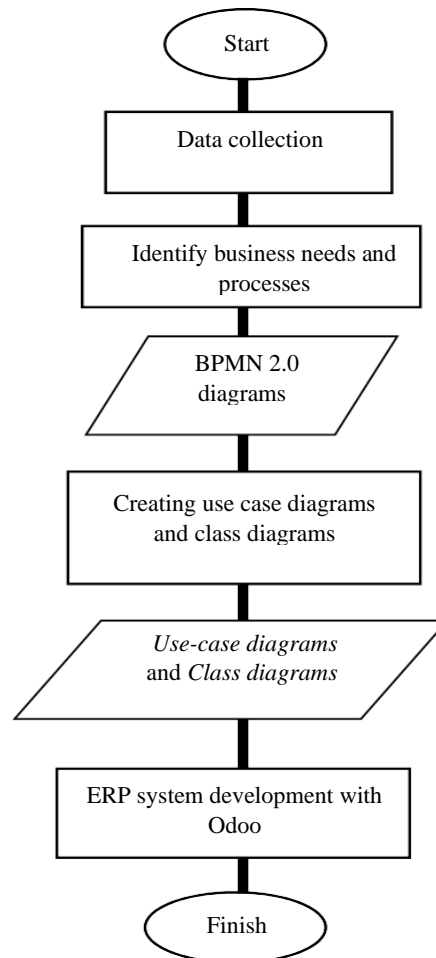 Start
Data collection
Identify business needs and
processes
BPMN 2.0
diagrams
Creating use case diagrams
and class diagrams
Use-case diagrams
and Class diagrams
ERP system development with
Odoo
Finish